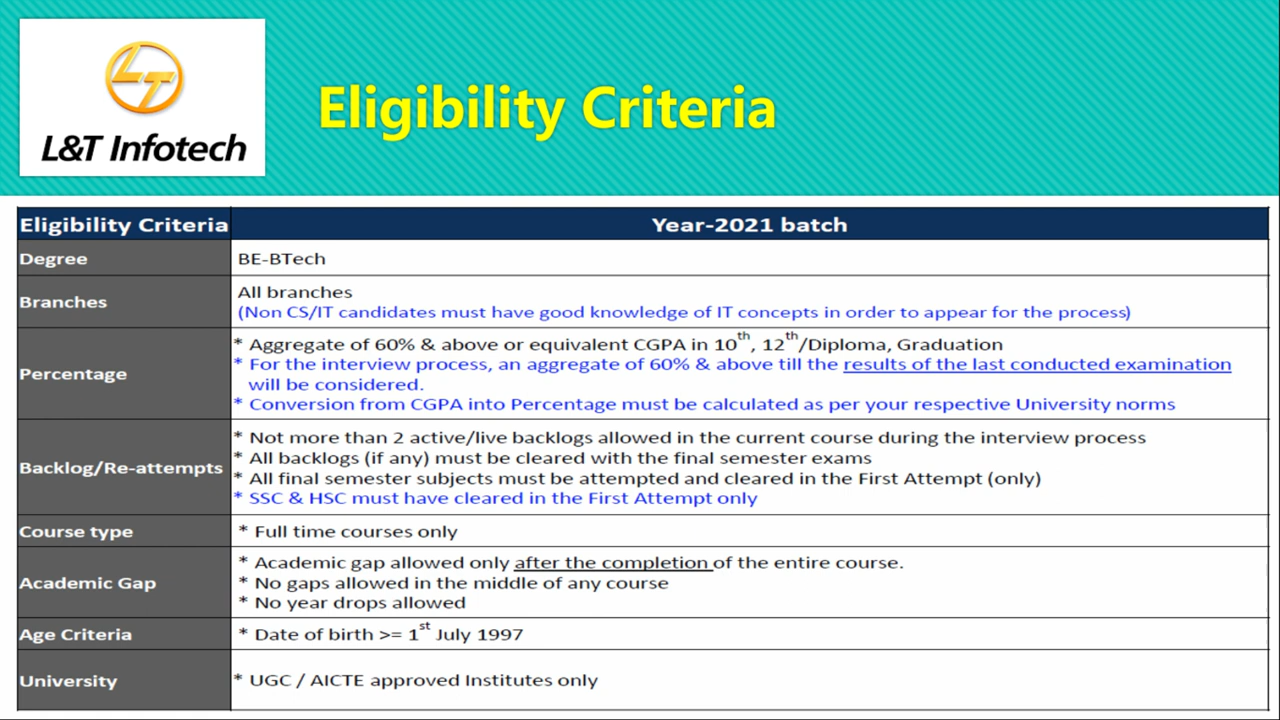 LT
L&T Infotech
Eligibility Criteria
Eligibility Criteria
Year-2021 batch
Degree
BE-BTech
Branches
All branches
(Non CS/IT candidates must have good knowledge of IT concepts in order to appear for the process)
Percentage
* Aggregate of 60% & above or equivalent CGPA in 10th, 12th/Diploma, Graduation
* For the interview process, an aggregate of 60% & above till the results of the last conducted examination
will be considered.
* Conversion from CGPA into Percentage must be calculated as per your respective University norms
Backlog/Re-attempts
* Not more than 2 active/live backlogs allowed in the current course during the interview process
* All backlogs (if any) must be cleared with the final semester exams
* All final semester subjects must be attempted and cleared in the First Attempt (only)
* SSC & HSC must have cleared in the First Attempt only
Course type
* Full time courses only
Academic Gap
* Academic gap allowed only after the completion of the entire course.
* No gaps allowed in the middle of any course
* No year drops allowed
Age Criteria
* Date of birth >= 1st July 1997
University
* UGC / AICTE approved Institutes only